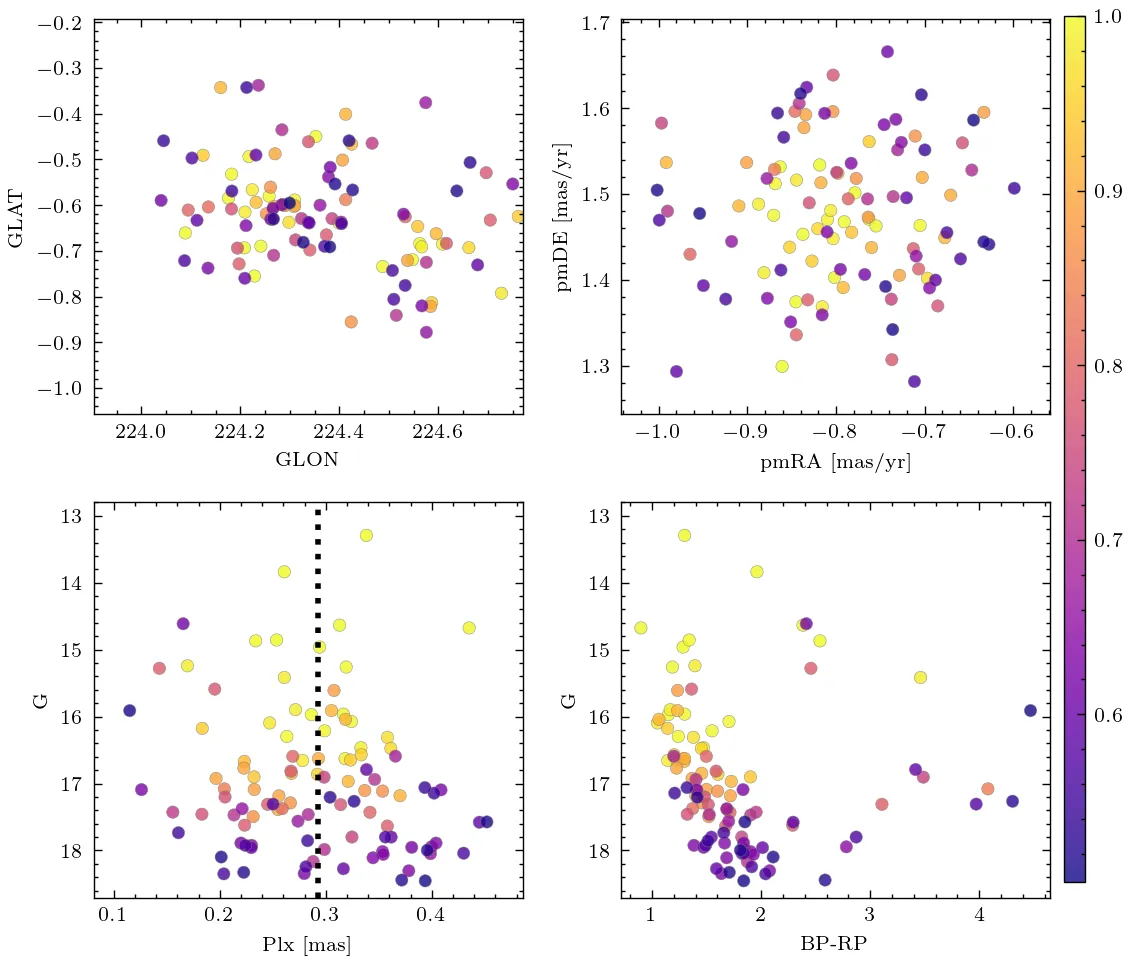 −0.2
−0.3
−0.4
−0.5
−0.6
−0.7
−0.8
−0.9
−1.0
GLAT
224.0 224.2 224.4 224.6
GLON
1.7
1.6
1.5
1.4
1.3
pmDE [mas/yr]
−1.0 −0.9 −0.8 −0.7 −0.6
pmRA [mas/yr]
1.0
0.9
0.8
0.7
0.6
13
14
15
16
17
18
G
0.1 0.2 0.3 0.4
Plx [mas]
13
14
15
16
17
18
G
1 2 3 4
BP-RP